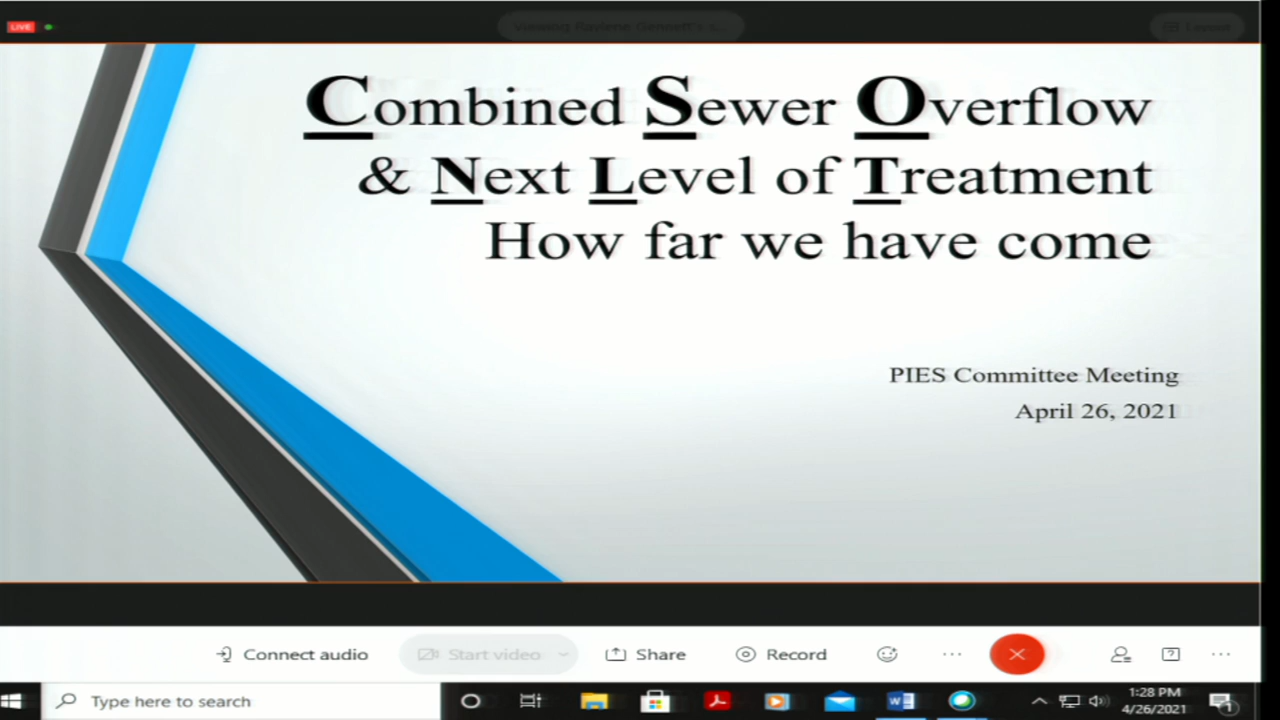 LIVE
Combined Sewer Overflow
& Next Level of Treatment
How far we have come
PIES Committee Meeting
April 26, 2021
Connect audio
Start video
Share
Record
Type here to search
1:28 PM
4/26/2021